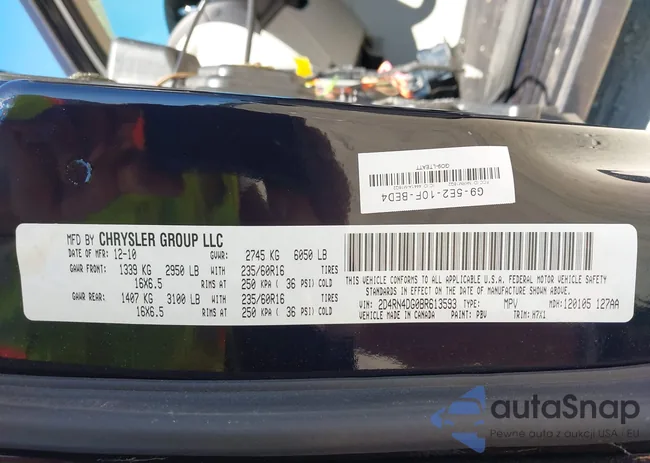 G9-5E2-10F-BED4
MFD BY CHRYSLER GROUP LLC
DATE OF MFR: 12-10 GVWR: 2745 KG 6050 LB
GAWR FRONT: 1339 KG 2950 LB WITH 235/60R16 TIRES
16X6.5 RIMS AT 250 KPA ( 36 PSI) COLD
GAWR REAR: 1407 KG 3100 LB WITH 235/60R16 TIRES
16X6.5 RIMS AT 250 KPA ( 36 PSI) COLD
THIS VEHICLE CONFORMS TO ALL APPLICABLE U.S.A. FEDERAL MOTOR VEHICLE SAFETY
STANDARDS IN EFFECT ON THE DATE OF MANUFACTURE SHOWN ABOVE.
VIN: 2D4RN4DG0BR613593 TYPE: MPV MDH: 120105 127AA
VEHICLE MADE IN CANADA PAINT: PBV TRIM: H7X1
autaSnap
Pewne auta z aukcji USA i EU